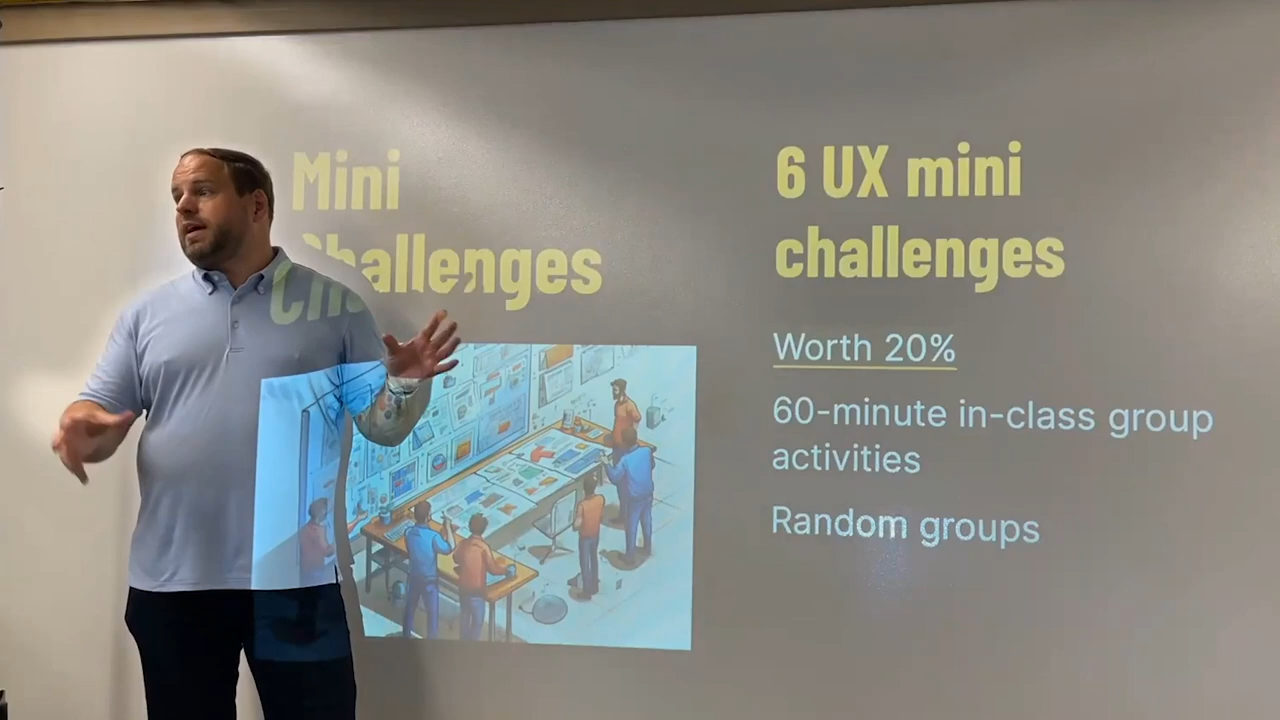 Mini
Challenges
6 UX mini
challenges
Worth 20%
60-minute in-class group
activities
Random groups